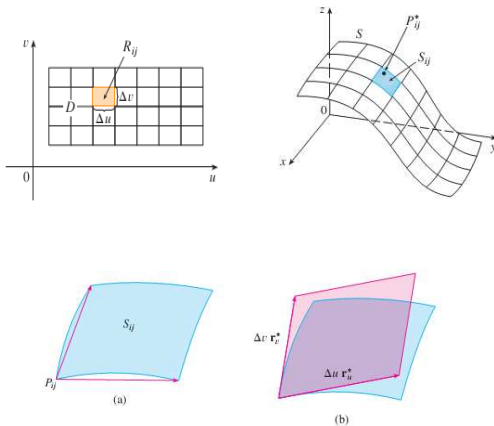 v
R_ij
D
Δv
Δu
0
u
z
P*_ij
S
S_ij
0
x
y
S_ij
P_ij
(a)
Δv r*_v
Δu r*_u
(b)